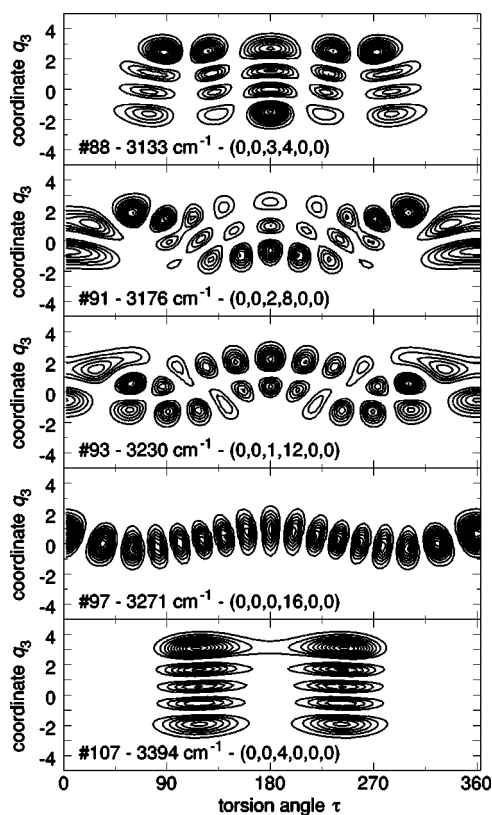 coordinate q3
4
2
0
-2
-4
#88 - 3133 cm-1 - (0,0,3,4,0,0)
coordinate q3
4
2
0
-2
-4
#91 - 3176 cm-1 - (0,0,2,8,0,0)
coordinate q3
4
2
0
-2
-4
#93 - 3230 cm-1 - (0,0,1,12,0,0)
coordinate q3
4
2
0
-2
-4
#97 - 3271 cm-1 - (0,0,0,16,0,0)
coordinate q3
4
2
0
-2
-4
#107 - 3394 cm-1 - (0,0,4,0,0,0)
0 90 180 270 360
torsion angle τ